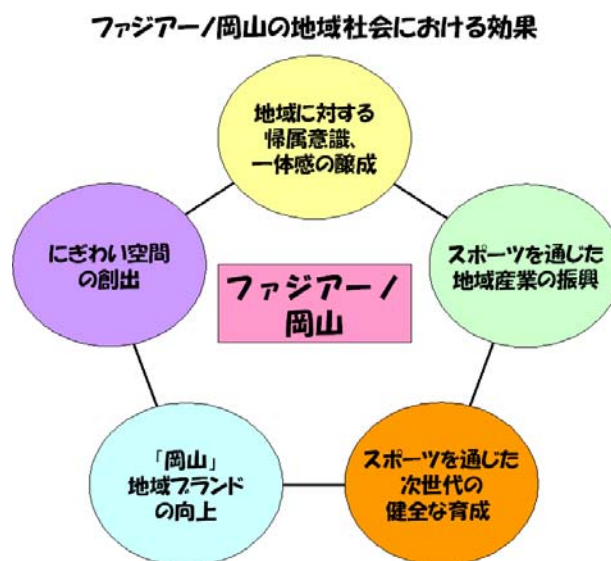 ファジアーノ岡山の地域社会における効果
地域に対する
帰属意識、
一体感の醸成
にぎわい空間
の創出
スポーツを通じた
地域産業の振興
ファジアーノ
岡山
「岡山」
地域ブランド
の向上
スポーツを通じた
次世代の
健全な育成